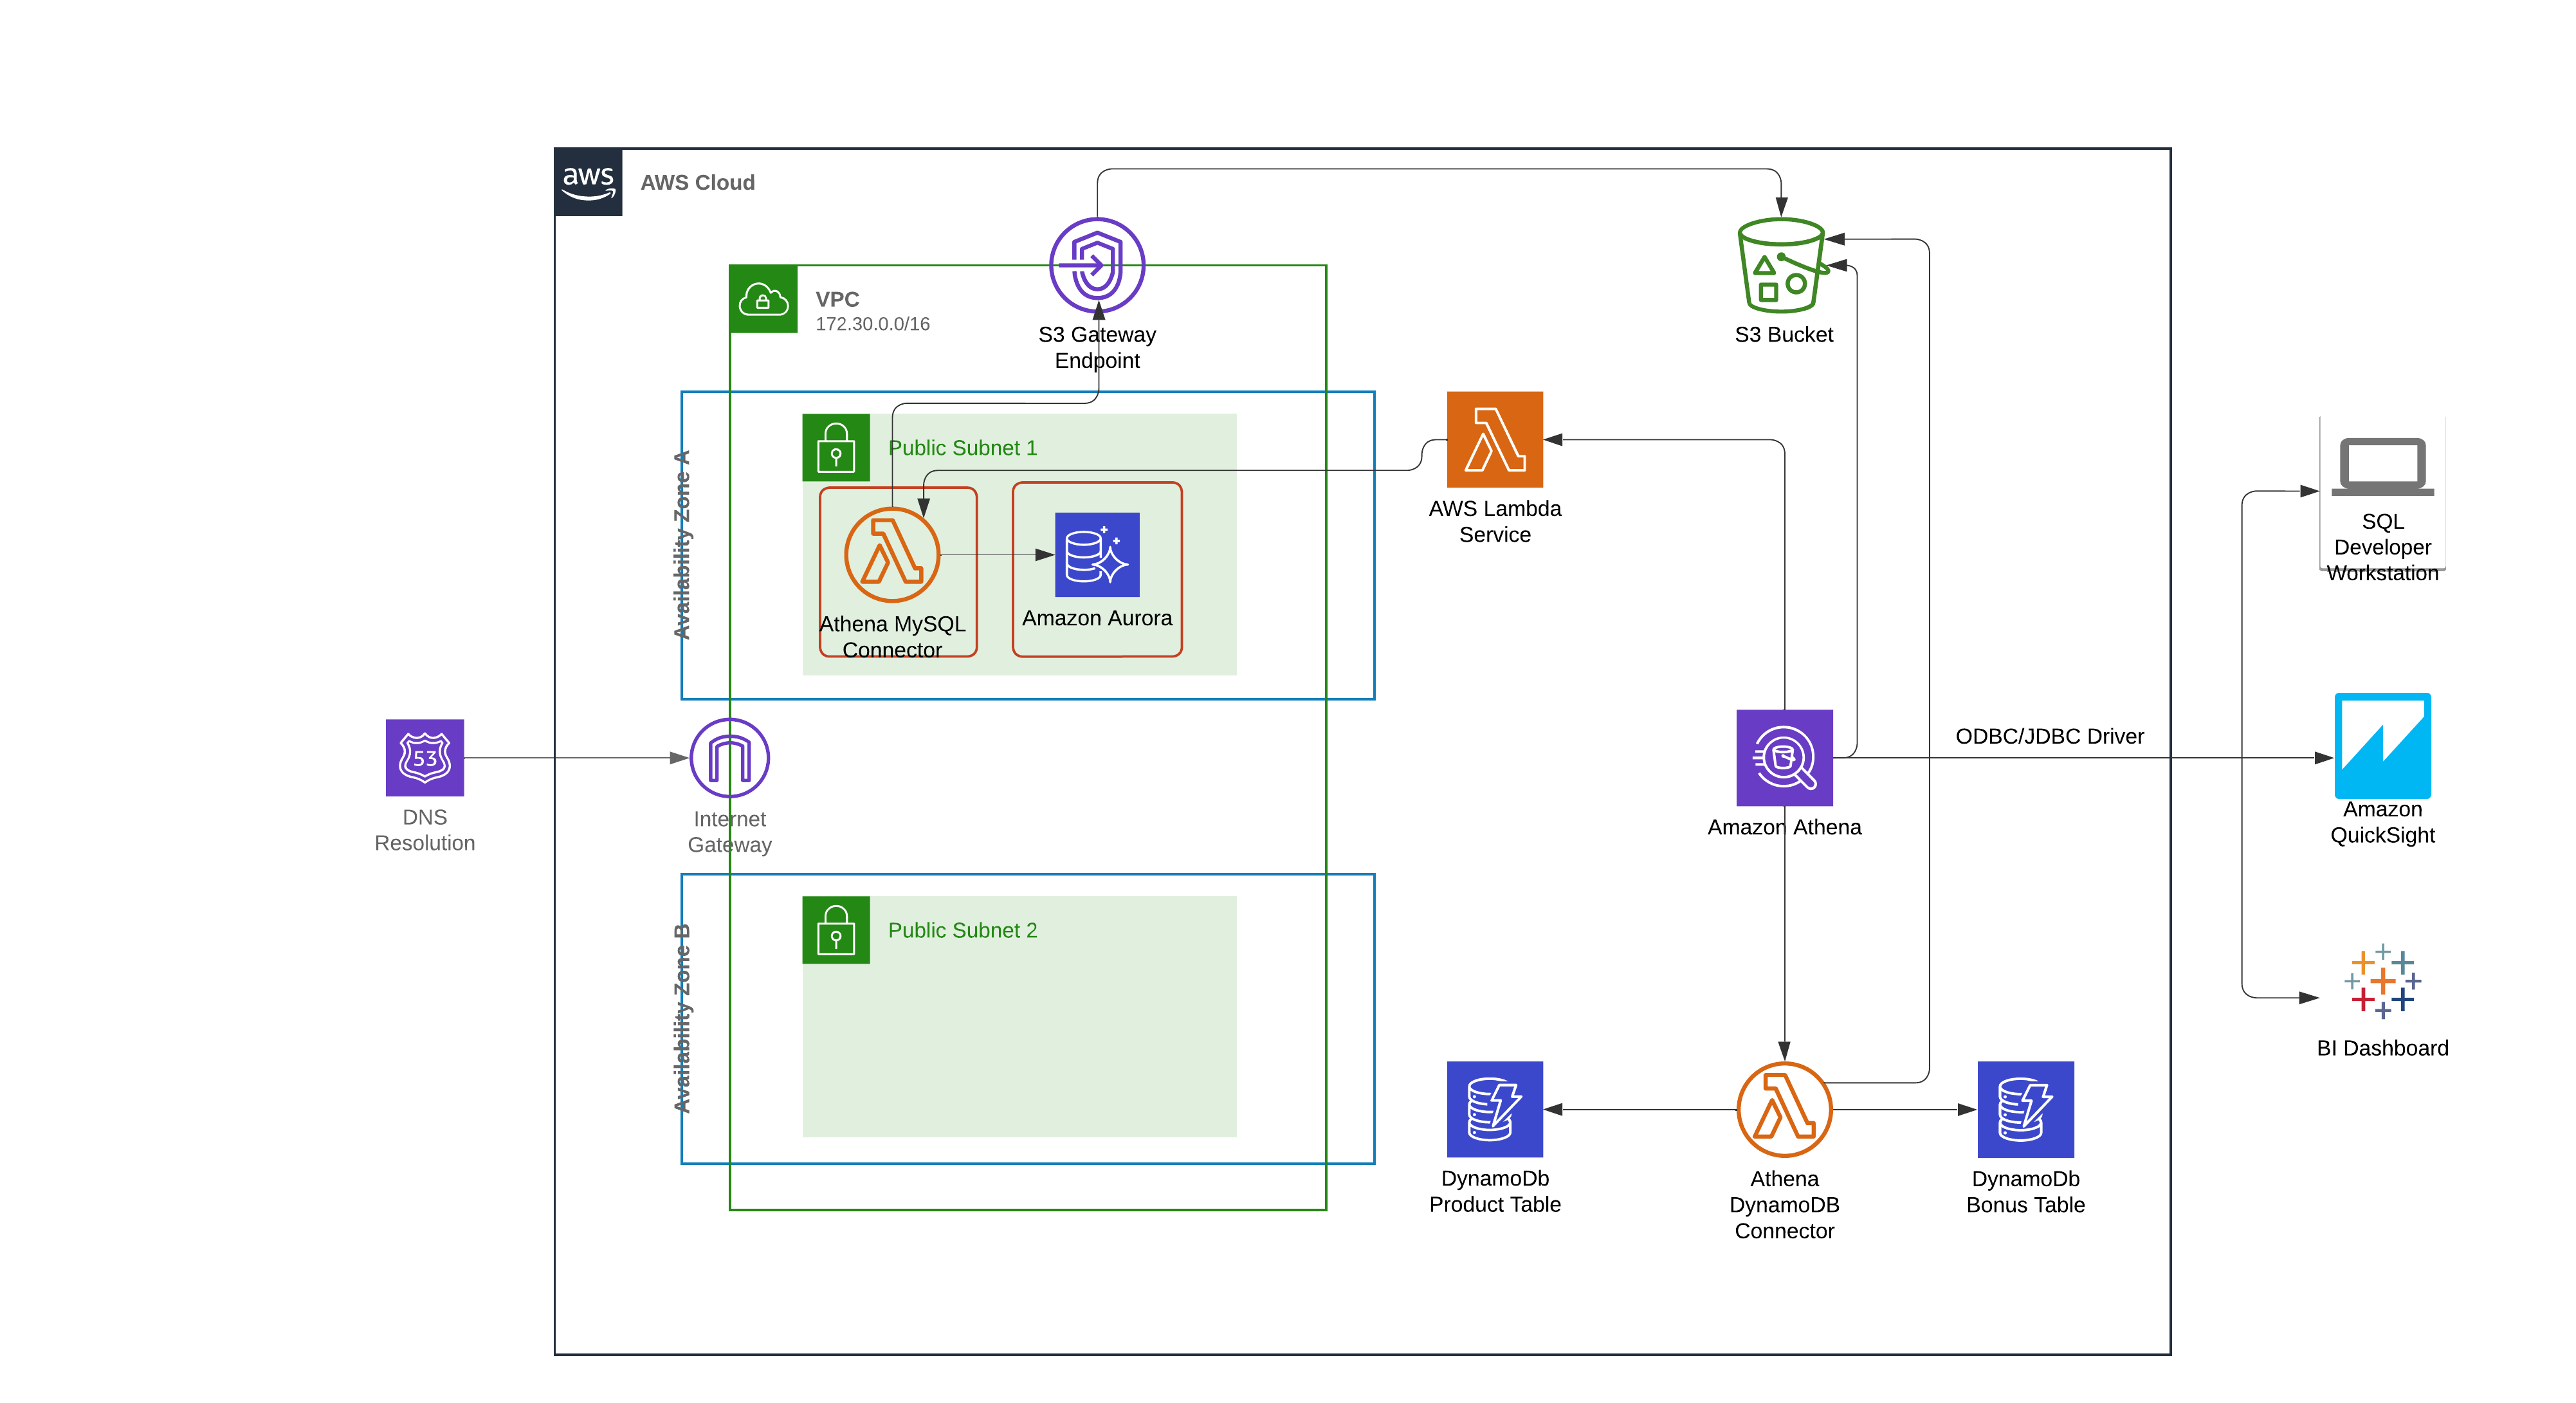 aws
AWS Cloud
VPC
172.30.0.0/16
S3 Gateway
Endpoint
S3 Bucket
Availability Zone A
Public Subnet 1
Athena MySQL
Connector
Amazon Aurora
AWS Lambda
Service
SQL
Developer
Workstation
53
DNS
Resolution
Internet
Gateway
Amazon Athena
ODBC/JDBC Driver
Amazon
QuickSight
Availability Zone B
Public Subnet 2
BI Dashboard
DynamoDb
Product Table
Athena
DynamoDB
Connector
DynamoDb
Bonus Table